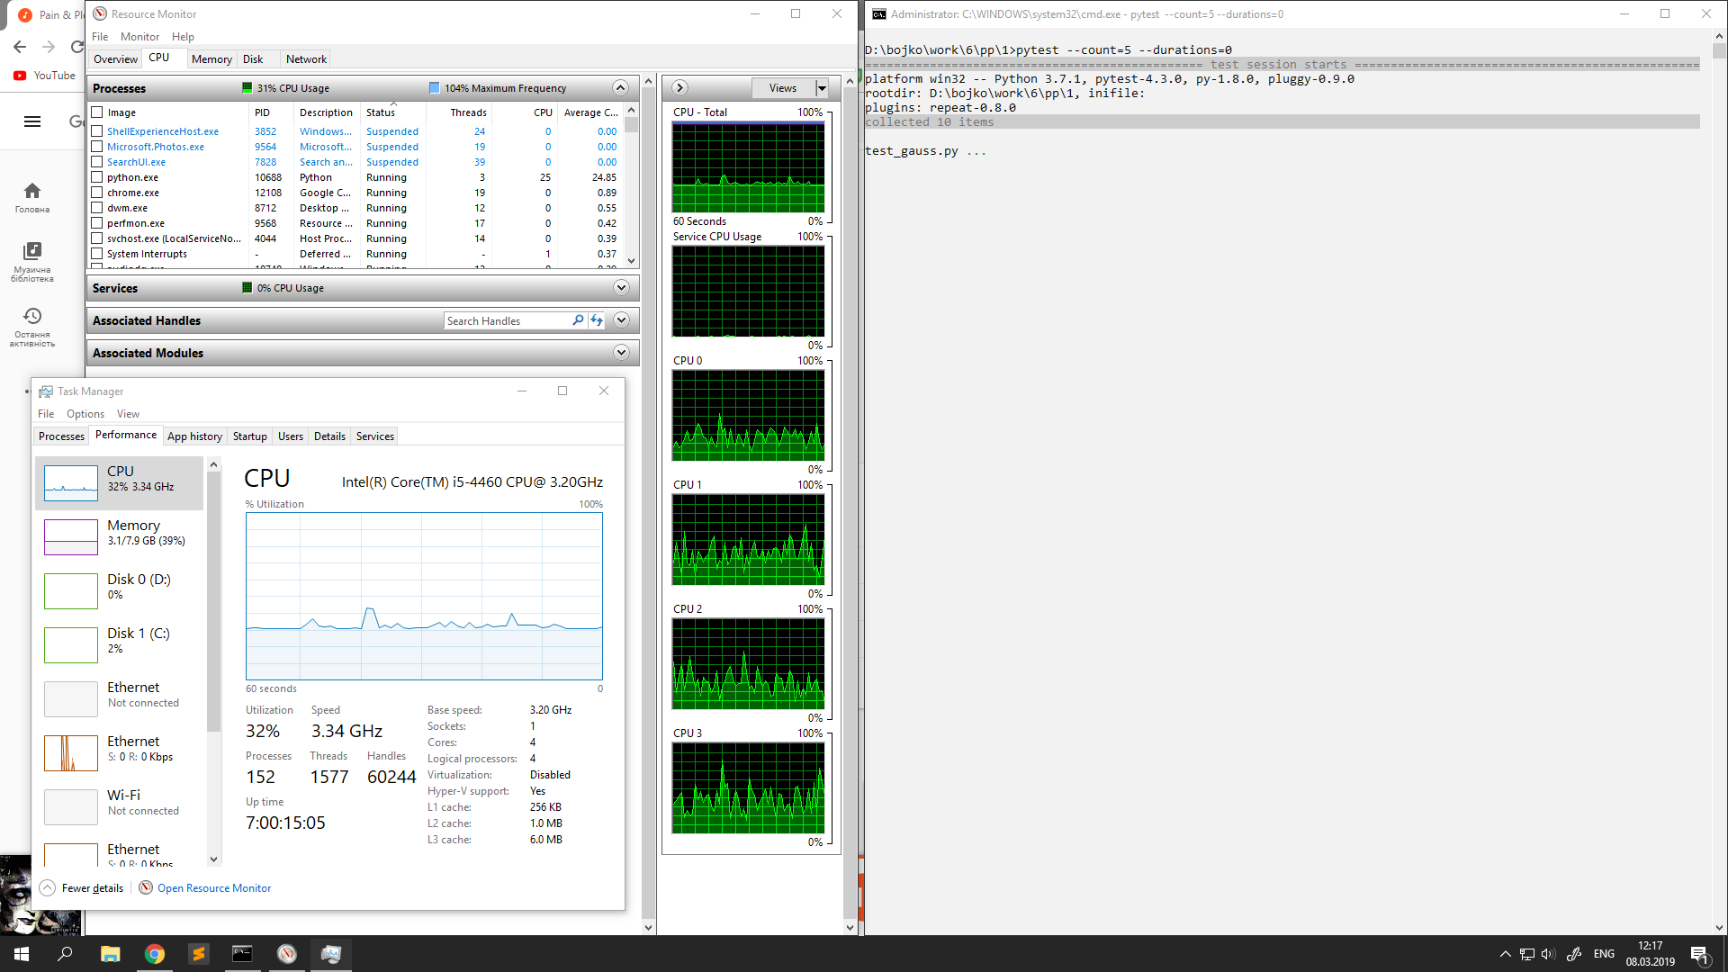 Pain & Ple
YouTube
Головна
Музична
бібліотека
Остання
активність
Resource Monitor
File Monitor Help
Overview CPU Memory Disk Network
Processes 31% CPU Usage 104% Maximum Frequency
Image PID Description Status Threads CPU Average C...
ShellExperienceHost.exe 3852 Windows... Suspended 24 0 0.00
Microsoft.Photos.exe 9564 Microsoft... Suspended 19 0 0.00
SearchUI.exe 7828 Search an... Suspended 39 0 0.00
python.exe 10688 Python Running 3 25 24.85
chrome.exe 12108 Google C... Running 19 0 0.89
dwm.exe 8712 Desktop ... Running 12 0 0.55
perfmon.exe 9568 Resource ... Running 17 0 0.42
svchost.exe (LocalServiceNo... 4044 Host Proc... Running 14 0 0.39
System Interrupts - Deferred ... Running - 1 0.37
Services 0% CPU Usage
Associated Handles Search Handles
Associated Modules
Views
CPU - Total 100%
60 Seconds 0%
Service CPU Usage 100%
0%
CPU 0 100%
0%
CPU 1 100%
0%
CPU 2 100%
0%
CPU 3 100%
0%
Task Manager
File Options View
Processes Performance App history Startup Users Details Services
CPU
32% 3.34 GHz
Memory
3.1/7.9 GB (39%)
Disk 0 (D:)
0%
Disk 1 (C:)
2%
Ethernet
Not connected
Ethernet
S: 0 R: 0 Kbps
Wi-Fi
Not connected
Ethernet
S: 0 R: 0 Kbps
CPU Intel(R) Core(TM) i5-4460 CPU@ 3.20GHz
% Utilization 100%
60 seconds 0
Utilization Speed
32% 3.34 GHz
Processes Threads Handles
152 1577 60244
Up time
7:00:15:05
Base speed: 3.20 GHz
Sockets: 1
Cores: 4
Logical processors: 4
Virtualization: Disabled
Hyper-V support: Yes
L1 cache: 256 KB
L2 cache: 1.0 MB
L3 cache: 6.0 MB
Fewer details Open Resource Monitor
Administrator: C:\WINDOWS\system32\cmd.exe - pytest --count=5 --durations=0
D:\bojko\work\6\pp\1>pytest --count=5 --durations=0
============================================== test session starts ===============================================
platform win32 -- Python 3.7.1, pytest-4.3.0, py-1.8.0, pluggy-0.9.0
rootdir: D:\bojko\work\6\pp\1, inifile:
plugins: repeat-0.8.0
collected 10 items
test_gauss.py ...
ENG 12:17
08.03.2019
1